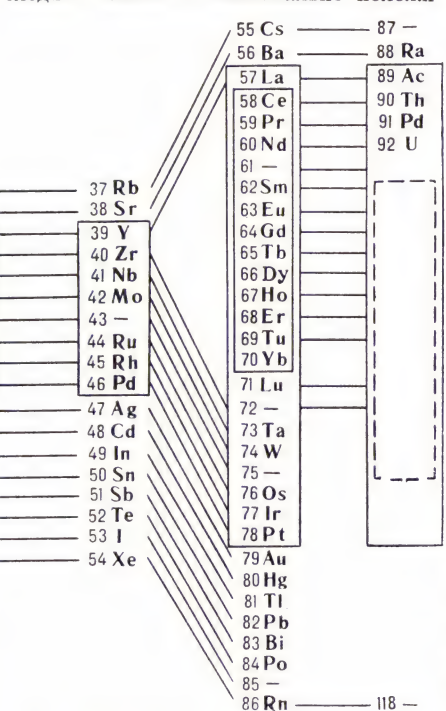 37 Rb
38 Sr
39 Y
40 Zr
41 Nb
42 Mo
43 –
44 Ru
45 Rh
46 Pd
47 Ag
48 Cd
49 In
50 Sn
51 Sb
52 Te
53 I
54 Xe
55 Cs
56 Ba
57 La
58 Ce
59 Pr
60 Nd
61 –
62 Sm
63 Eu
64 Gd
65 Tb
66 Dy
67 Ho
68 Er
69 Tu
70 Yb
71 Lu
72 –
73 Ta
74 W
75 –
76 Os
77 Ir
78 Pt
79 Au
80 Hg
81 Tl
82 Pb
83 Bi
84 Po
85 –
86 Rn
87 –
88 Ra
89 Ac
90 Th
91 Pd
92 U
118 –